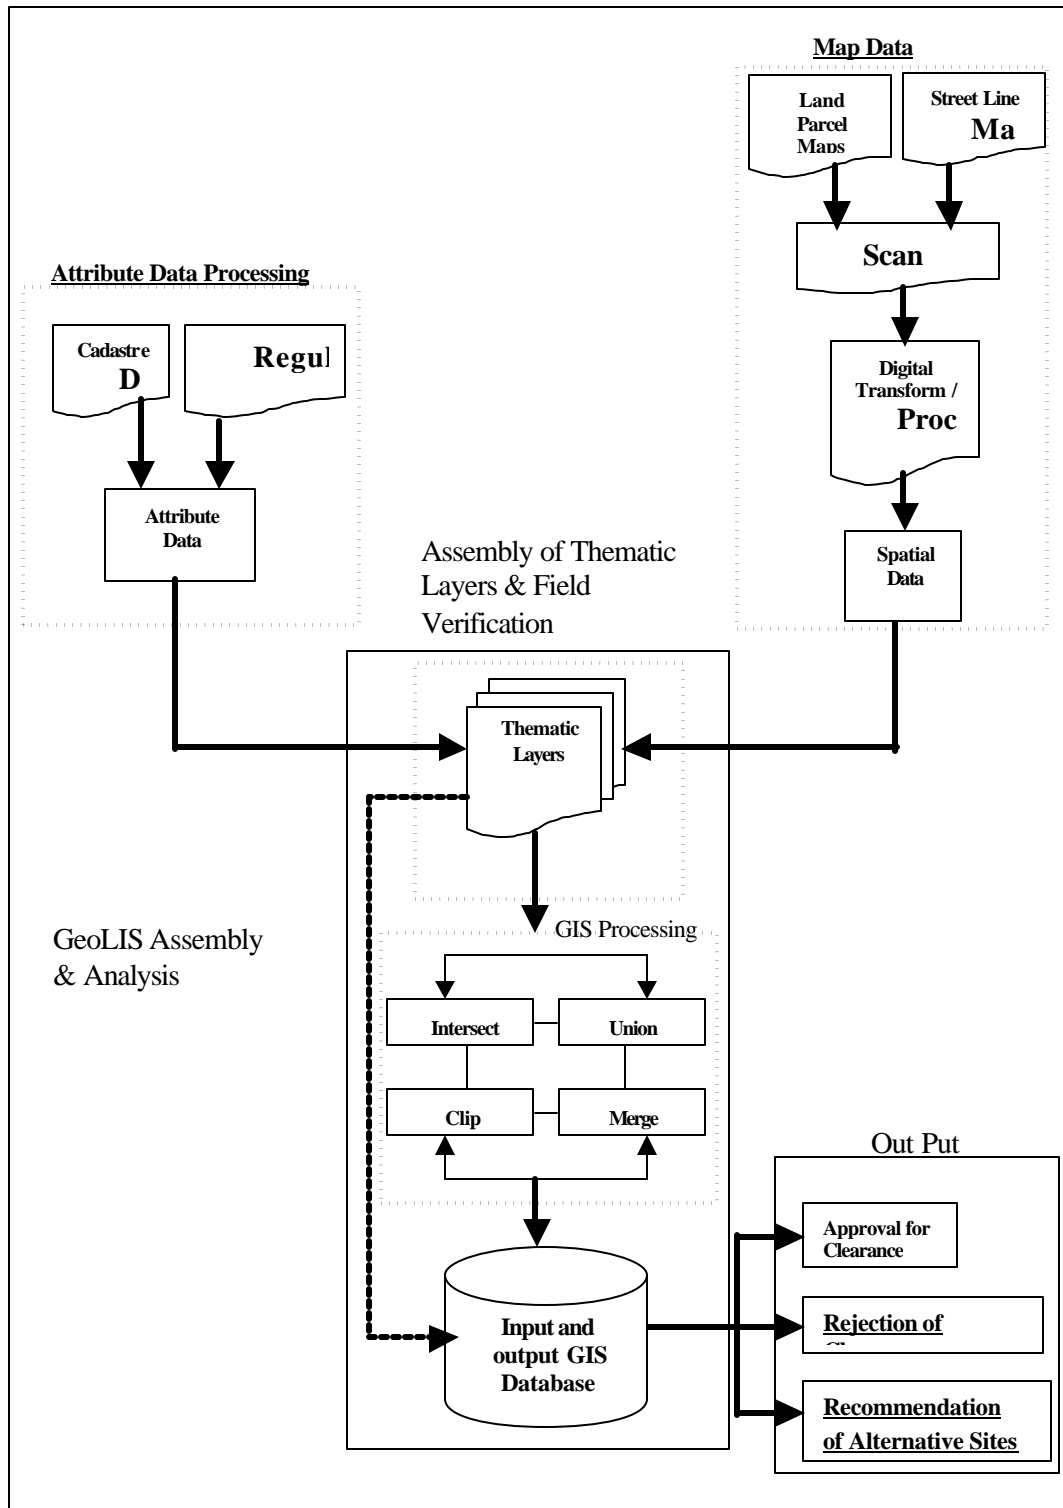 Map Data
Land
Parcel
Maps
Street Line
Ma
Scan
Attribute Data Processing
Cadastre
D
Regul
Digital
Transform /
Proc
Attribute
Data
Spatial
Data
Assembly of Thematic
Layers & Field
Verification
Thematic
Layers
GIS Processing
GeoLIS Assembly
& Analysis
Intersect
Union
Clip
Merge
Out Put
Approval for
Clearance
Rejection of
Input and
output GIS
Database
Recommendation
of Alternative Sites